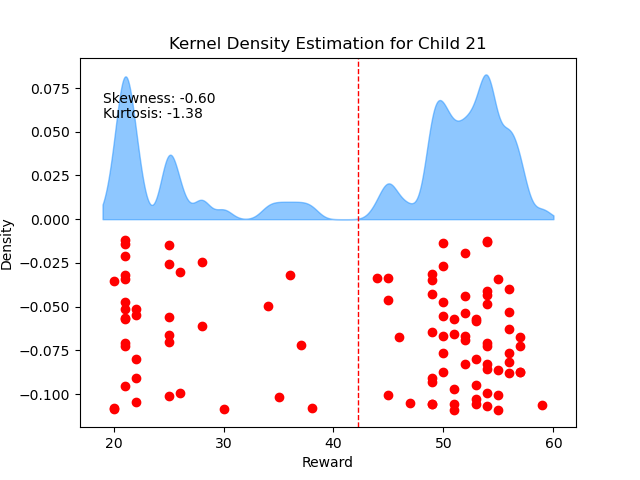 Kernel Density Estimation for Child 21
Skewness: -0.60
Kurtosis: -1.38
Density
0.075
0.050
0.025
0.000
−0.025
−0.050
−0.075
−0.100
20 30 40 50 60
Reward